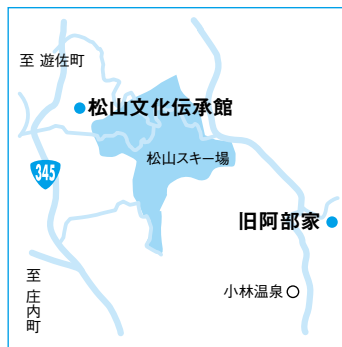 至 遊佐町
松山文化伝承館
松山スキー場
345
旧阿部家
小林温泉
至 庄内町